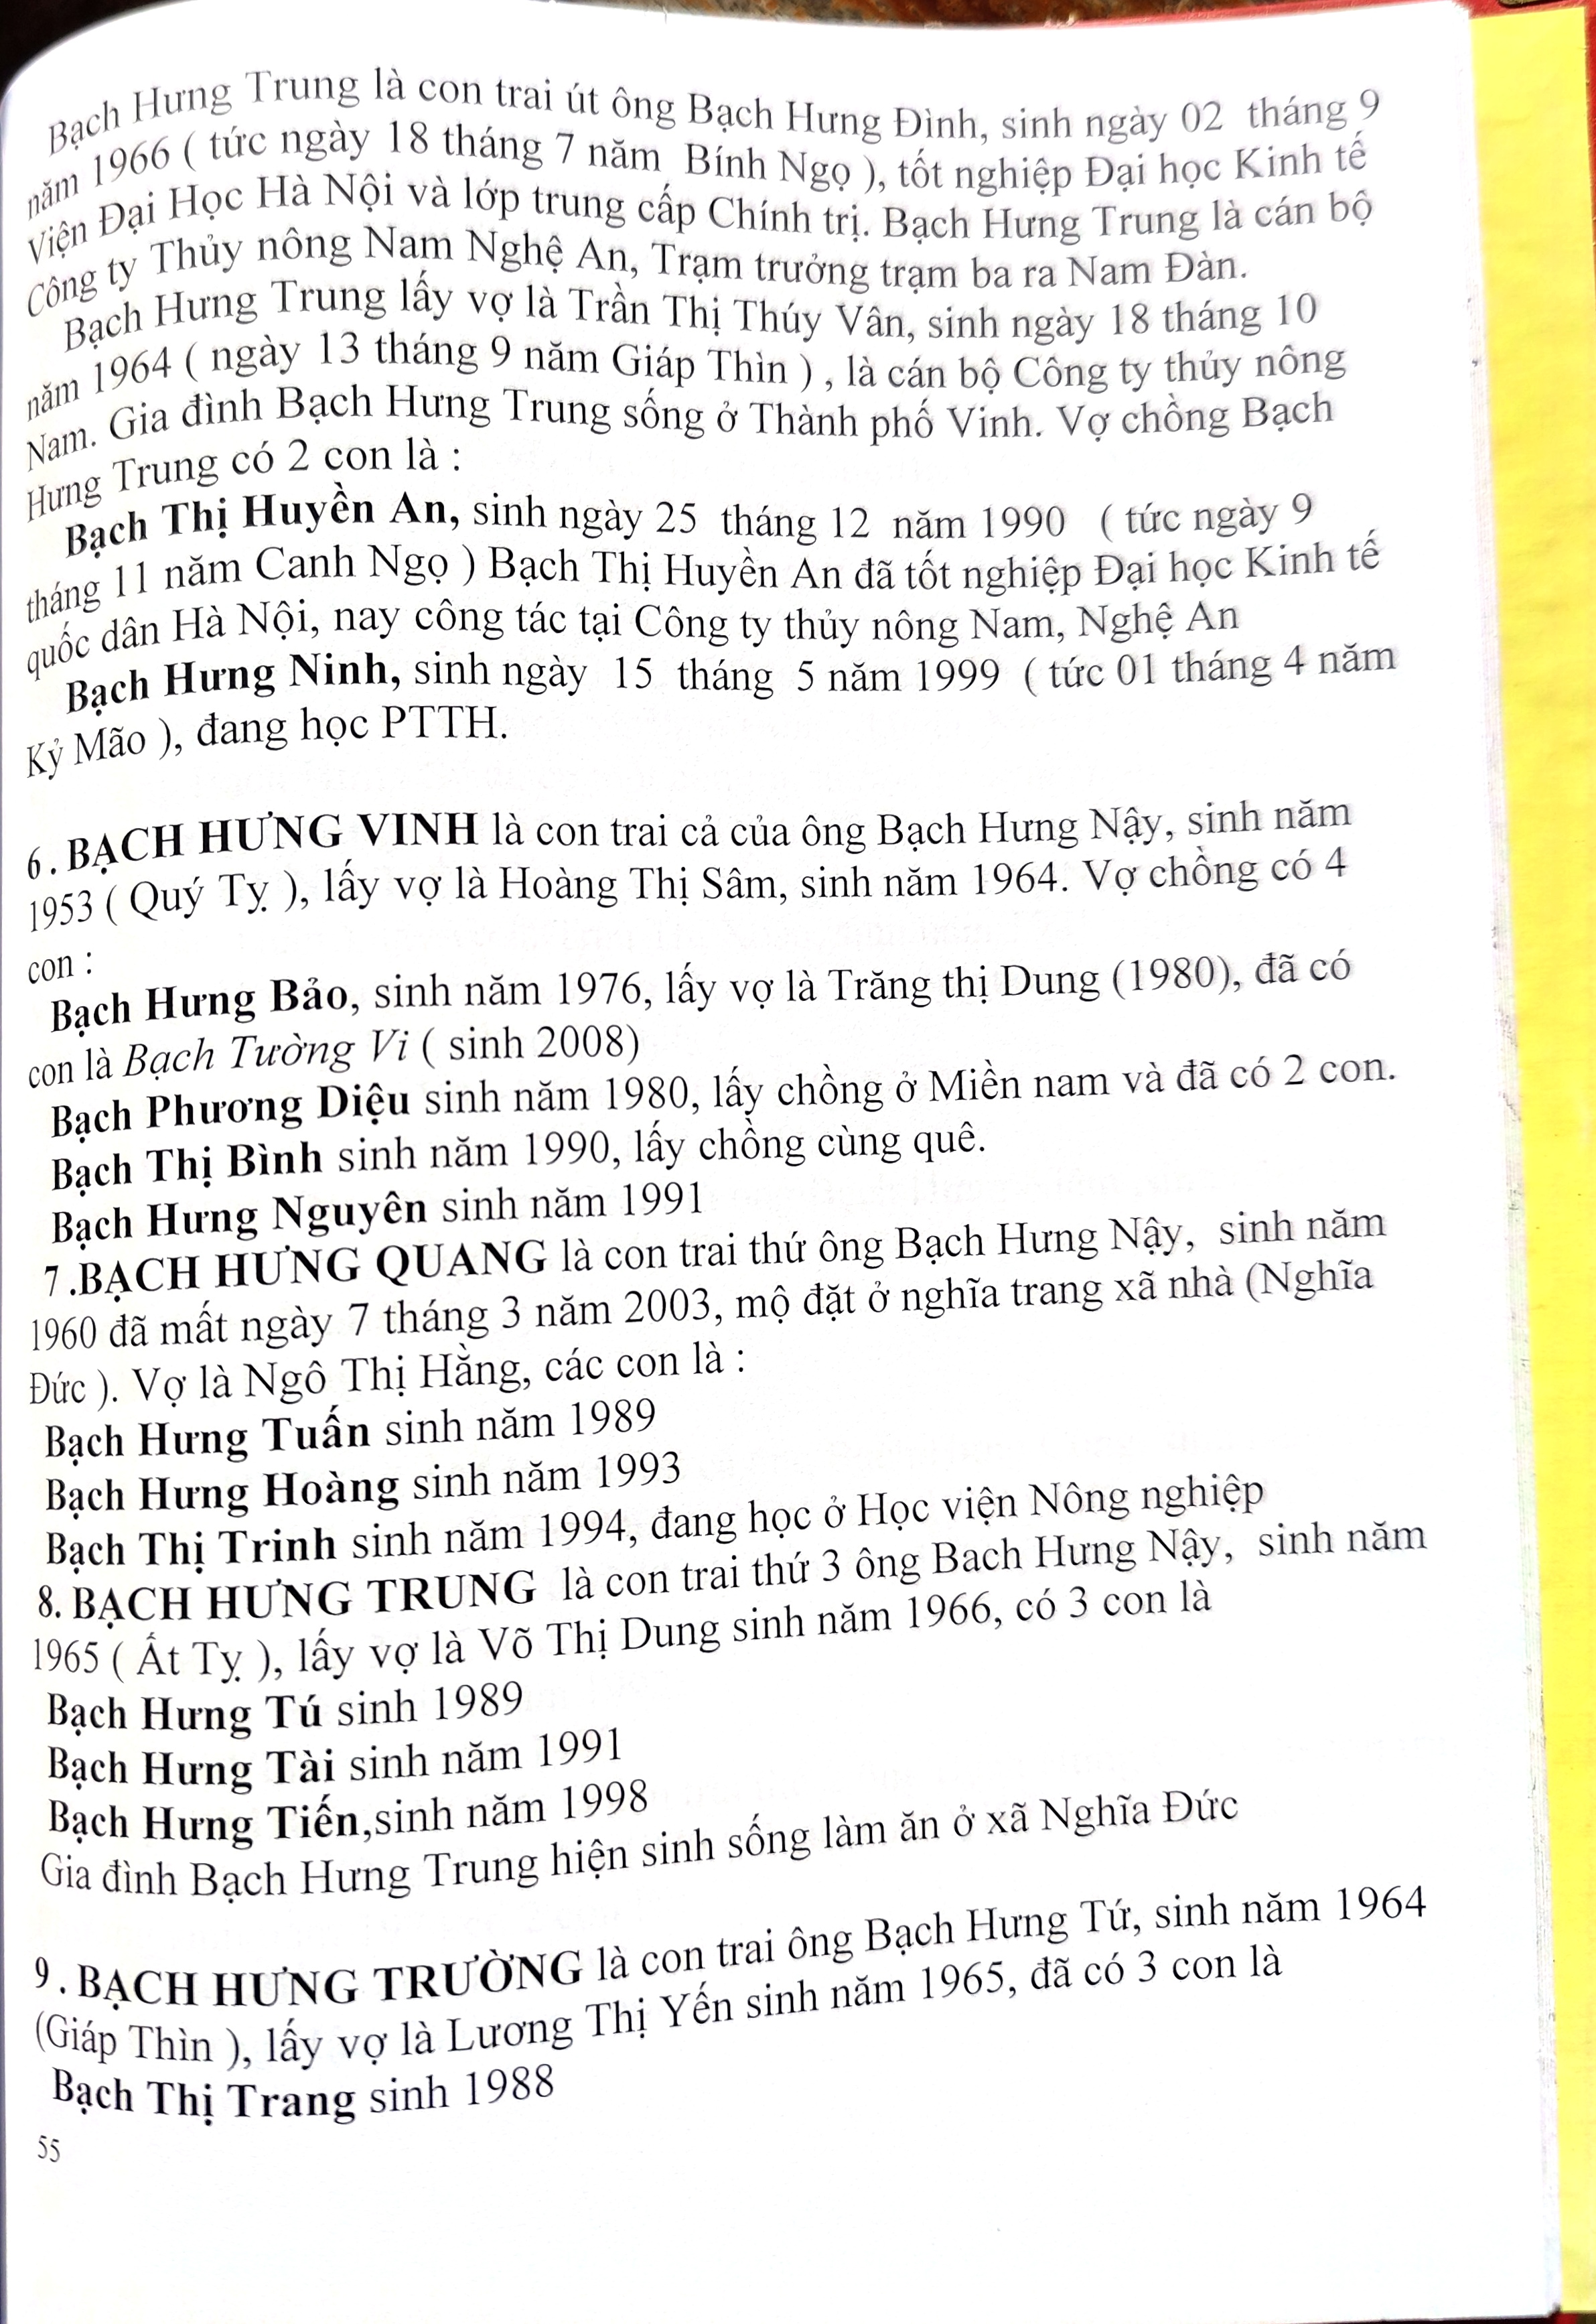 Bạch Hưng Trung là con trai út ông Bạch Hưng Đình, sinh ngày 02 tháng 9
năm 1966 ( tức ngày 18 tháng 7 năm Bính Ngọ ), tốt nghiệp Đại học Kinh tế
Viện Đại Học Hà Nội và lớp trung cấp Chính trị. Bạch Hưng Trung là cán bộ
Công ty Thủy nông Nam Nghệ An, Trạm trưởng trạm ba ra Nam Đàn.
Bạch Hưng Trung lấy vợ là Trần Thị Thúy Vân, sinh ngày 18 tháng 10
năm 1964 ( ngày 13 tháng 9 năm Giáp Thìn ) , là cán bộ Công ty thủy nông
Nam. Gia đình Bạch Hưng Trung sống ở Thành phố Vinh. Vợ chồng Bạch
Hưng Trung có 2 con là :
Bạch Thị Huyền An, sinh ngày 25 tháng 12 năm 1990 ( tức ngày 9
tháng 11 năm Canh Ngọ ) Bạch Thị Huyền An đã tốt nghiệp Đại học Kinh tế
quốc dân Hà Nội, nay công tác tại Công ty thủy nông Nam, Nghệ An
Bạch Hưng Ninh, sinh ngày 15 tháng 5 năm 1999 ( tức 01 tháng 4 năm
Kỷ Mão ), đang học PTTH.
6 . BẠCH HƯNG VINH là con trai cả của ông Bạch Hưng Nậy, sinh năm
1953 ( Quý Tỵ ), lấy vợ là Hoàng Thị Sâm, sinh năm 1964. Vợ chồng có 4
con :
Bạch Hưng Bảo, sinh năm 1976, lấy vợ là Trăng thị Dung (1980), đã có
con là Bạch Tường Vi ( sinh 2008)
Bạch Phương Diệu sinh năm 1980, lấy chồng ở Miền nam và đã có 2 con.
Bạch Thị Bình sinh năm 1990, lấy chồng cùng quê.
Bạch Hưng Nguyên sinh năm 1991
7 .BẠCH HƯNG QUANG là con trai thứ ông Bạch Hưng Nậy, sinh năm
1960 đã mất ngày 7 tháng 3 năm 2003, mộ đặt ở nghĩa trang xã nhà (Nghĩa
Đức ). Vợ là Ngô Thị Hằng, các con là :
Bạch Hưng Tuấn sinh năm 1989
Bạch Hưng Hoàng sinh năm 1993
Bạch Thị Trinh sinh năm 1994, đang học ở Học viện Nông nghiệp
8. BẠCH HƯNG TRUNG là con trai thứ 3 ông Bach Hưng Nậy, sinh năm
1965 ( Ất Tỵ ), lấy vợ là Võ Thị Dung sinh năm 1966, có 3 con là
Bạch Hưng Tú sinh 1989
Bạch Hưng Tài sinh năm 1991
Bạch Hưng Tiến,sinh năm 1998
Gia đình Bạch Hưng Trung hiện sinh sống làm ăn ở xã Nghĩa Đức
9 . BẠCH HƯNG TRƯỜNG là con trai ông Bạch Hưng Tứ, sinh năm 1964
(Giáp Thìn ), lấy vợ là Lương Thị Yến sinh năm 1965, đã có 3 con là
Bạch Thị Trang sinh 1988
55